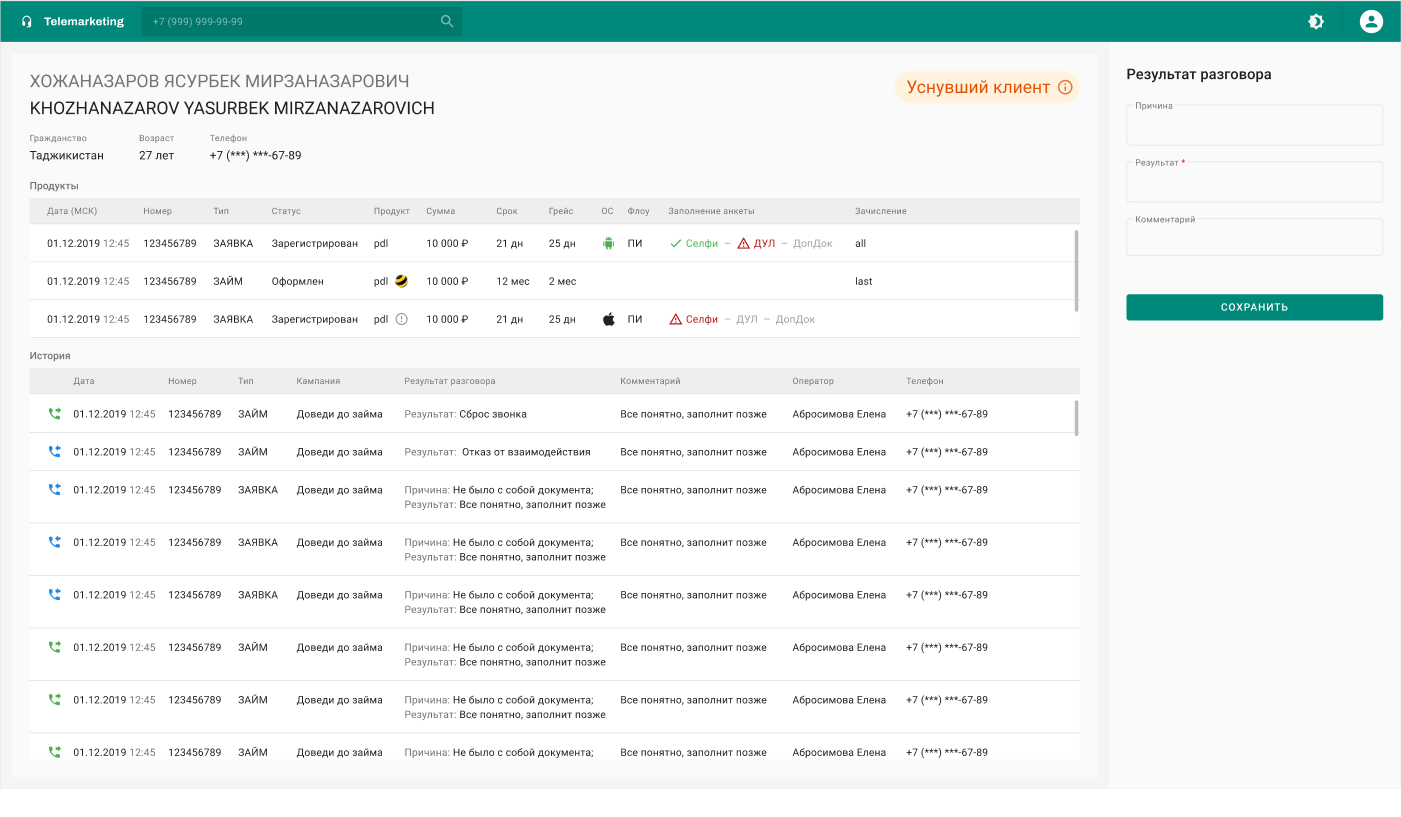 Telemarketing
+7 (999) 999-99-99
ХОЖАНАЗАРОВ ЯСУРБЕК МИРЗАНАЗАРОВИЧ
KHOZHANAZAROV YASURBEK MIRZANAZAROVICH
Уснувший клиент
Гражданство Возраст Телефон
Таджикистан 27 лет +7 (***) ***-67-89
Продукты
Дата (МСК) Номер Тип Статус Продукт Сумма Срок Грейс ОС Флоу Заполнение анкеты Зачисление
01.12.2019 12:45 123456789 ЗАЯВКА Зарегистрирован pdl 10 000 ₽ 21 дн 25 дн ПИ Селфи – ДУЛ – ДопДок all
01.12.2019 12:45 123456789 ЗАЙМ Оформлен pdl 10 000 ₽ 12 мес 2 мес last
01.12.2019 12:45 123456789 ЗАЯВКА Зарегистрирован pdl 10 000 ₽ 21 дн 25 дн ПИ Селфи – ДУЛ – ДопДок
История
Дата Номер Тип Кампания Результат разговора Комментарий Оператор Телефон
01.12.2019 12:45 123456789 ЗАЙМ Доведи до займа Результат: Сброс звонка Все понятно, заполнит позже Абросимова Елена +7 (***) ***-67-89
01.12.2019 12:45 123456789 ЗАЙМ Доведи до займа Результат: Отказ от взаимодействия Все понятно, заполнит позже Абросимова Елена +7 (***) ***-67-89
01.12.2019 12:45 123456789 ЗАЯВКА Доведи до займа Причина: Не было с собой документа; Все понятно, заполнит позже Абросимова Елена +7 (***) ***-67-89
Результат: Все понятно, заполнит позже
01.12.2019 12:45 123456789 ЗАЯВКА Доведи до займа Причина: Не было с собой документа; Все понятно, заполнит позже Абросимова Елена +7 (***) ***-67-89
Результат: Все понятно, заполнит позже
01.12.2019 12:45 123456789 ЗАЯВКА Доведи до займа Причина: Не было с собой документа; Все понятно, заполнит позже Абросимова Елена +7 (***) ***-67-89
Результат: Все понятно, заполнит позже
01.12.2019 12:45 123456789 ЗАЙМ Доведи до займа Причина: Не было с собой документа; Все понятно, заполнит позже Абросимова Елена +7 (***) ***-67-89
Результат: Все понятно, заполнит позже
01.12.2019 12:45 123456789 ЗАЙМ Доведи до займа Причина: Не было с собой документа; Все понятно, заполнит позже Абросимова Елена +7 (***) ***-67-89
Результат: Все понятно, заполнит позже
01.12.2019 12:45 123456789 ЗАЙМ Доведи до займа Причина: Не было с собой документа; Все понятно, заполнит позже Абросимова Елена +7 (***) ***-67-89
Результат разговора
Причина
Результат *
Комментарий
СОХРАНИТЬ